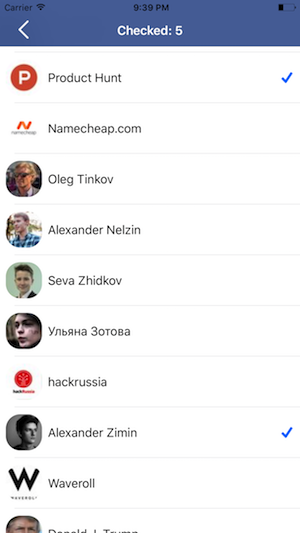 Carrier 9:39 PM
Checked: 5
Product Hunt
namecheap
Namecheap.com
Oleg Tinkov
Alexander Nelzin
Seva Zhidkov
Ульяна Зотова
hackRussia
hackrussia
Alexander Zimin
WAVEROLL
Waveroll
Donald J. Trump